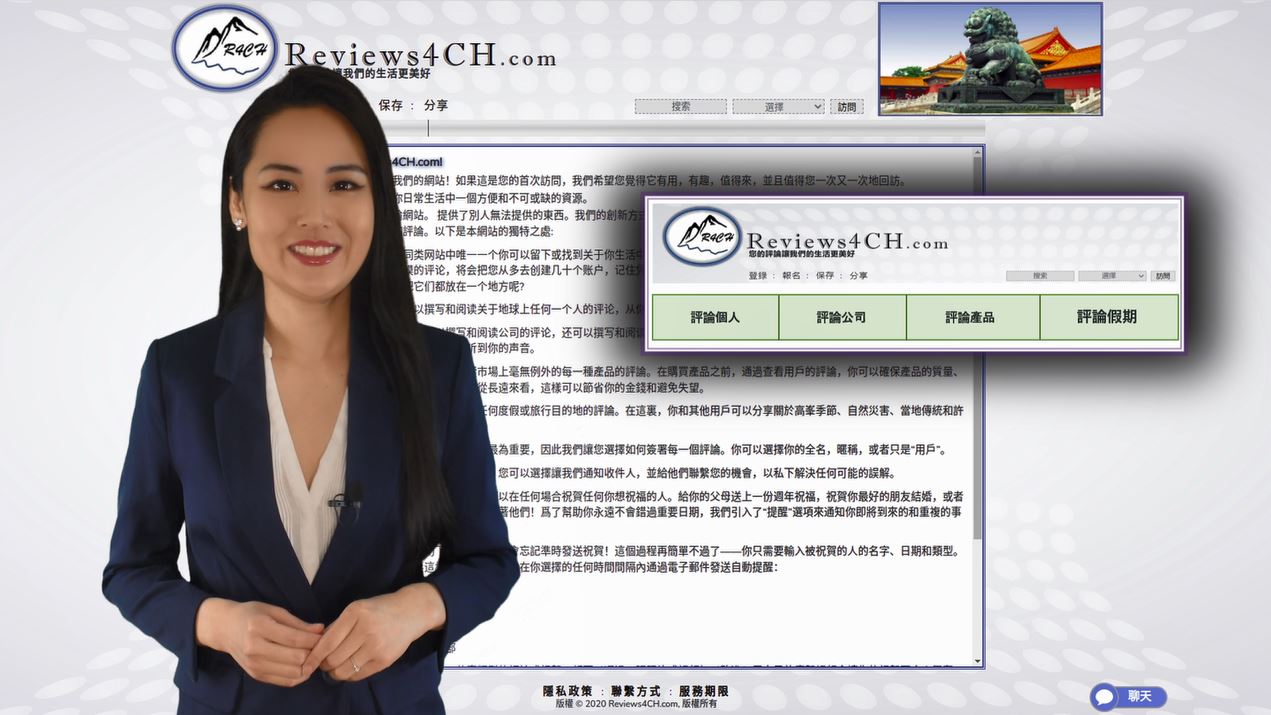 R4CH
Reviews4CH.com
讓我們的生活更美好
保存 : 分享
搜索 選擇 訪問
4CH.com!
我們的網站！如果這是您的首次訪問，我們希望您覺得它有用，有趣，值得來，並且值得您一次又一次地回訪。
你日常生活中一個方便和不可或缺的資源。
網站。 提供了別人無法提供的東西。我們的創新方
評論。以下是本網站的獨特之處:
同类网站中唯一一个你可以留下或找到关于你生活
的评论，将会把您从多去创建几十个账户，记住
它们都放在一个地方呢?
以撰写和阅读关于地球上任何一个人的评论，从
撰写和阅读公司的评论，还可以撰写和阅
听到你的声音。
市場上毫無例外的每一種產品的評論。在購買產品之前，通過查看用戶的評論，你可以確保產品的質量、
從長遠來看，這樣可以節省你的金錢和避免失望。
任何度假或旅行目的地的評論。在這裏，你和其他用戶可以分享關於高峯季節、自然災害、當地傳統和許
最為重要，因此我們讓您選擇如何簽署每一個評論。你可以選擇你的全名，暱稱，或者只是“用戶”。
您可以選擇讓我們通知收件人，並給他們聯繫您的機會，以私下解決任何可能的誤解。
以在任何場合祝賀任何你想祝福的人。給你的父母送上一份週年祝福，祝賀你最好的朋友結婚，或者
他們！爲了幫助你永遠不會錯過重要日期，我們引入了“提醒”選項來通知你即將到來的和重複的事
忘記準時發送祝賀！這個過程再簡單不過了——你只需要輸入被祝賀的人的名字、日期和類型。
在你選擇的任何時間間隔內通過電子郵件發送自動提醒：
部
R4CH
Reviews4CH.com
您的評論讓我們的生活更美好
登錄 : 報名 : 保存 : 分享
搜索 選擇 訪問
評論個人 評論公司 評論產品 評論假期
隱私政策 : 聯繫方式 : 服務期限
版權 © 2020 Reviews4CH.com, 版權所有
聊天